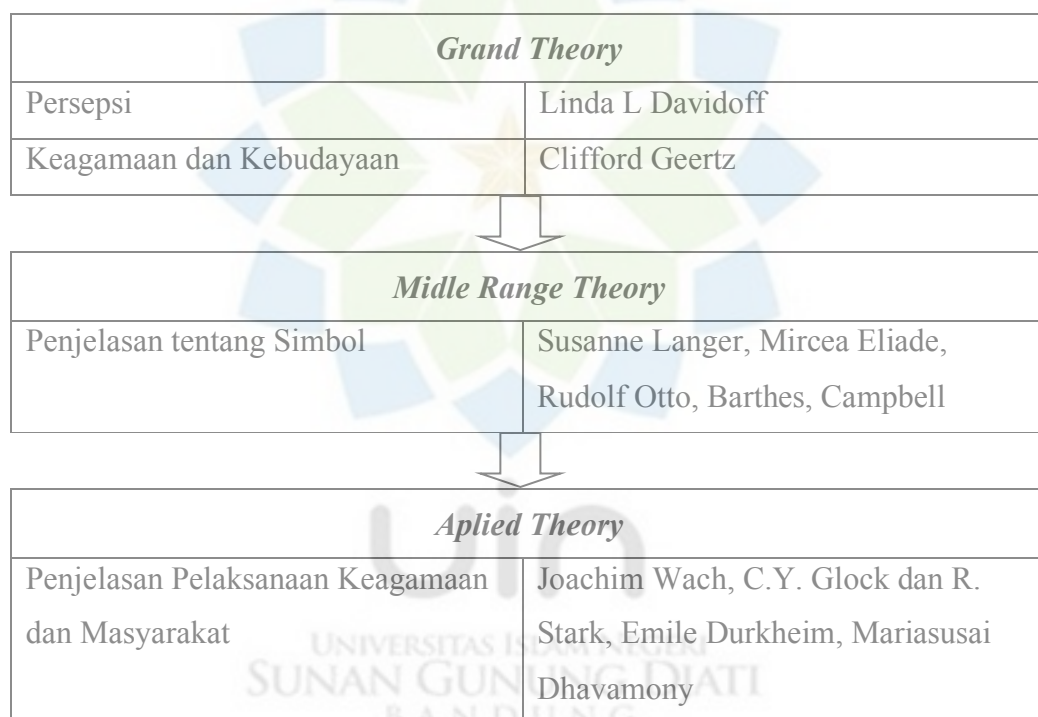 Grand Theory
Persepsi
Linda L Davidoff
Keagamaan dan Kebudayaan
Clifford Geertz
Midle Range Theory
Penjelasan tentang Simbol
Susanne Langer, Mircea Eliade,
Rudolf Otto, Barthes, Campbell
Aplied Theory
Penjelasan Pelaksanaan Keagamaan
dan Masyarakat
Joachim Wach, C.Y. Glock dan R.
Stark, Emile Durkheim, Mariasusai
Dhavamony
uin
UNIVERSITAS ISLAM NEGERI
SUNAN GUNUNG DJATI
BANDUNG